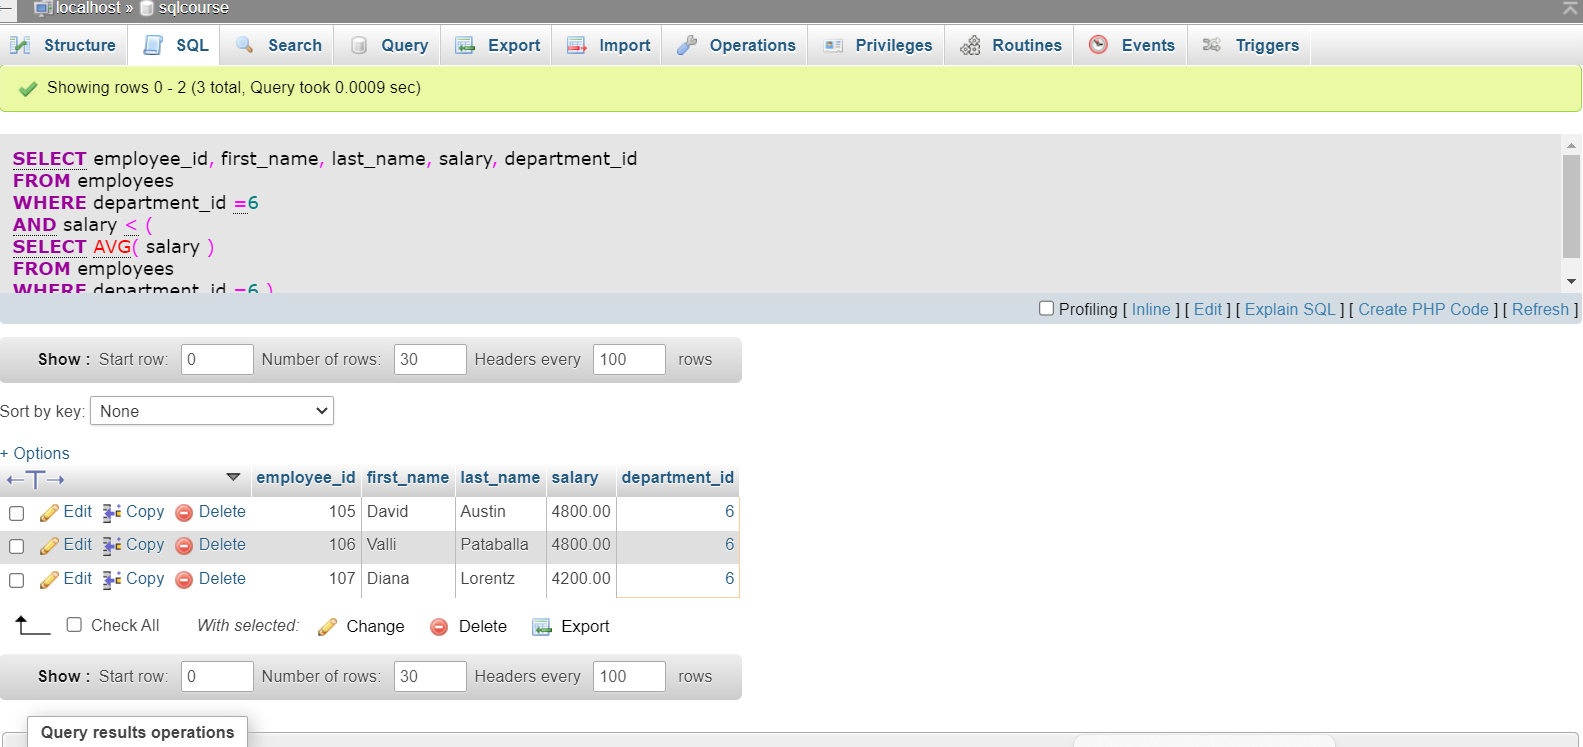 localhost » sqlcourse
Structure SQL Search Query Export Import Operations Privileges Routines Events Triggers
Showing rows 0 - 2 (3 total, Query took 0.0009 sec)
SELECT employee_id, first_name, last_name, salary, department_id
FROM employees
WHERE department_id =6
AND salary < (
SELECT AVG( salary )
FROM employees
WHERE department_id =6 )
Profiling [ Inline ] [ Edit ] [ Explain SQL ] [ Create PHP Code ] [ Refresh ]
Show : Start row: 0 Number of rows: 30 Headers every 100 rows
Sort by key: None
+ Options
employee_id first_name last_name salary department_id
Edit Copy Delete 105 David Austin 4800.00 6
Edit Copy Delete 106 Valli Pataballa 4800.00 6
Edit Copy Delete 107 Diana Lorentz 4200.00 6
Check All With selected: Change Delete Export
Show : Start row: 0 Number of rows: 30 Headers every 100 rows
Query results operations